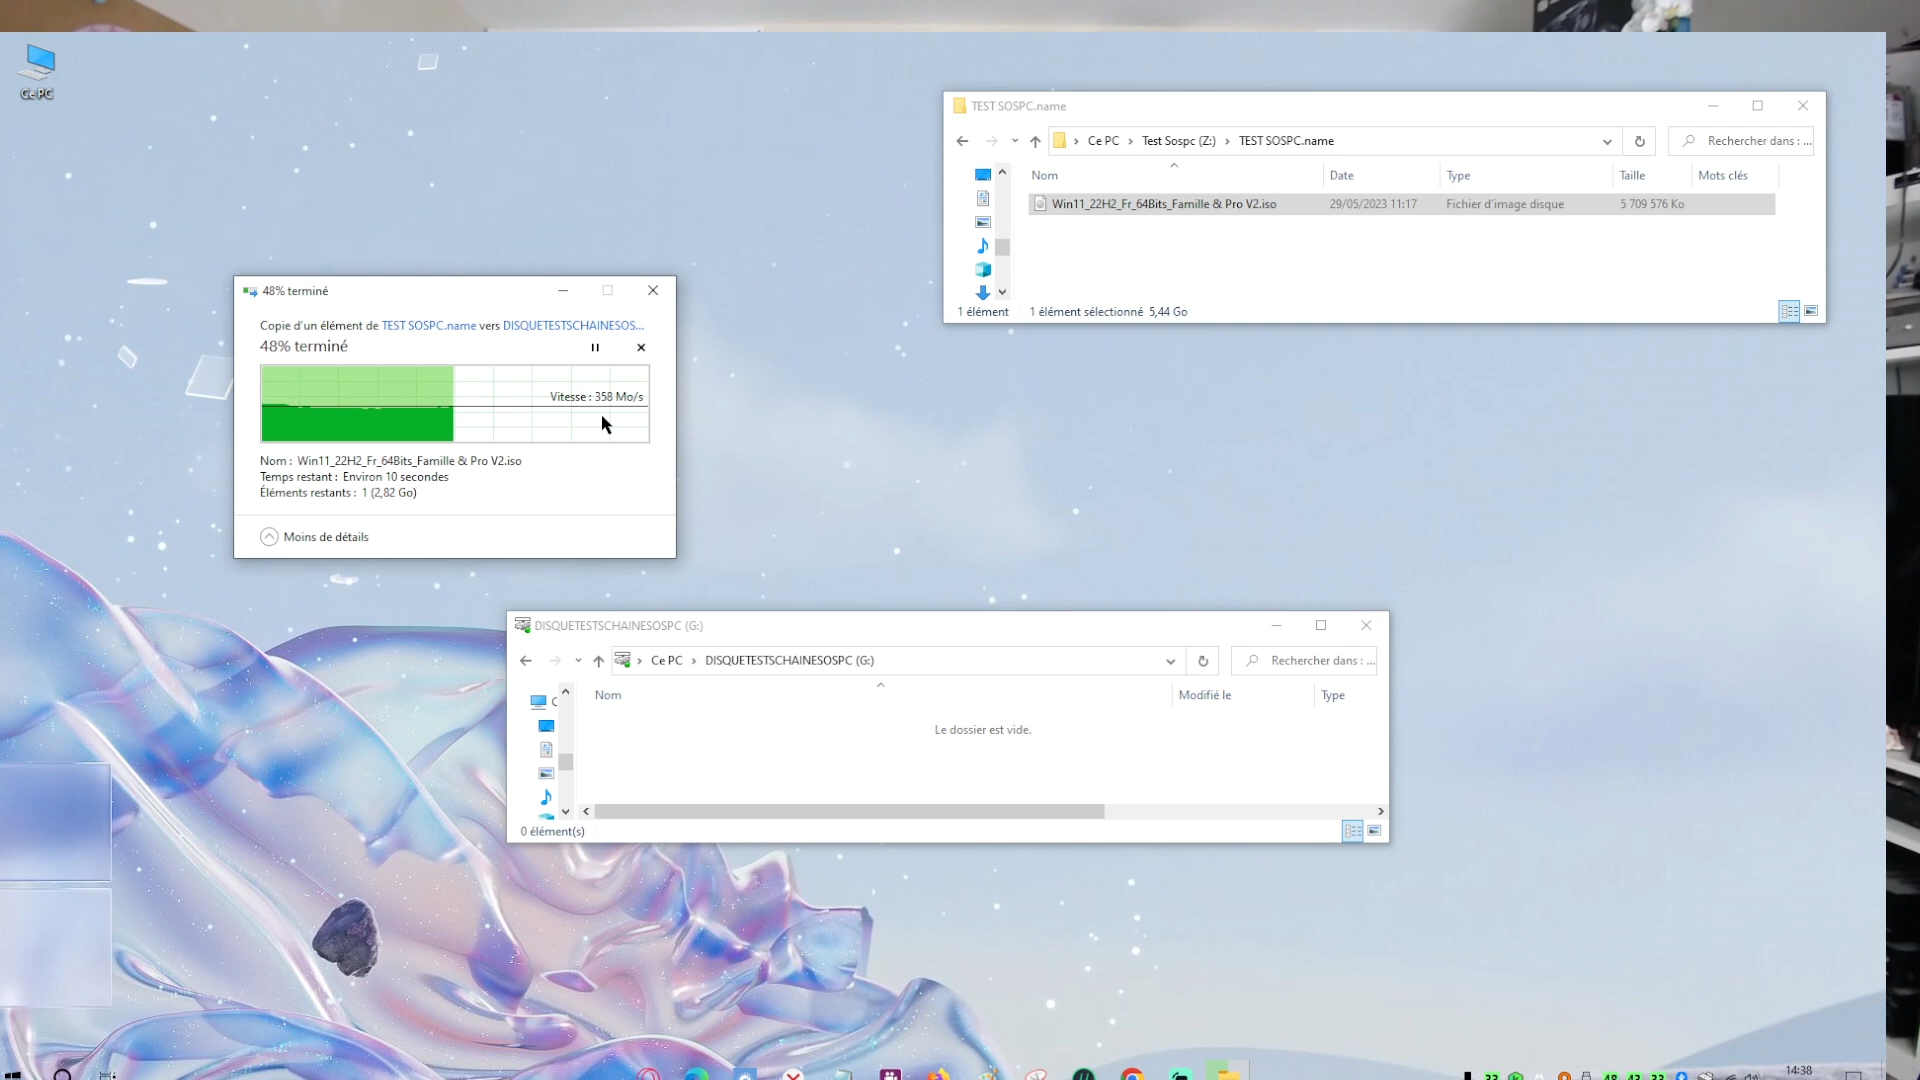 Ce PC
TEST SOSPC.name
Ce PC
Test Sospc (Z:)
TEST SOSPC.name
Rechercher dans : ...
Nom
Date
Type
Taille
Mots clés
Win11_22H2_Fr_64Bits_Famille & Pro V2.iso
29/05/2023 11:17
Fichier d'image disque
5 709 576 Ko
1 élément
1 élément sélectionné 5,44 Go
48% terminé
Copie d'un élément de TEST SOSPC.name vers DISQUETESTSCHAINESOS...
48% terminé
Vitesse : 358 Mo/s
Nom : Win11_22H2_Fr_64Bits_Famille & Pro V2.iso
Temps restant : Environ 10 secondes
Éléments restants : 1 (2,82 Go)
Moins de détails
DISQUETESTSCHAINESOSPC (G:)
Ce PC
DISQUETESTSCHAINESOSPC (G:)
Rechercher dans : ...
C
Nom
Modifié le
Type
Le dossier est vide.
0 élément(s)
14:38